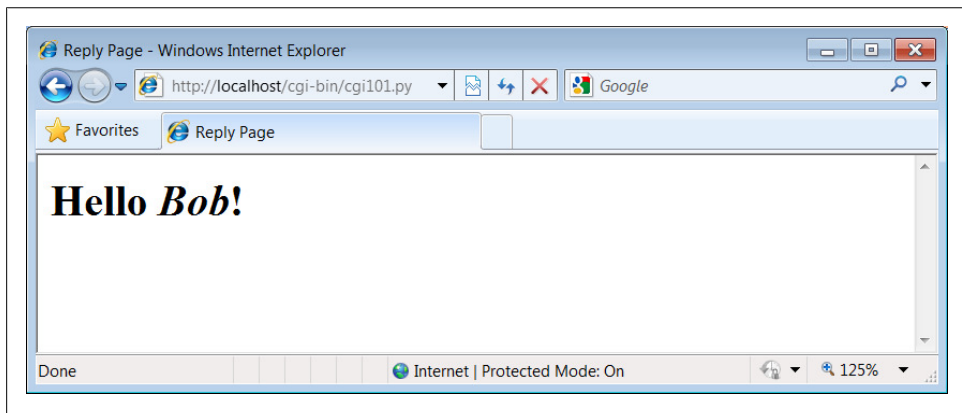 Reply Page - Windows Internet Explorer
http://localhost/cgi-bin/cgi101.py
Google
Favorites
Reply Page
Hello Bob!
Done
Internet | Protected Mode: On
125%